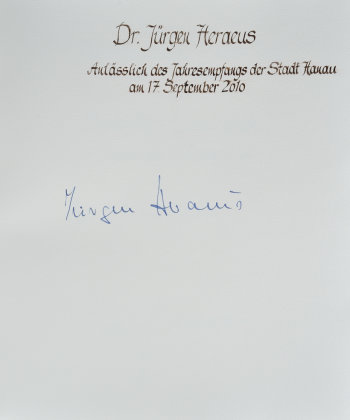 Dr. Jürgen Heraeus
Anlässlich des Jahresempfangs der Stadt Hanau
am 17. September 2010
Jürgen Heraeus